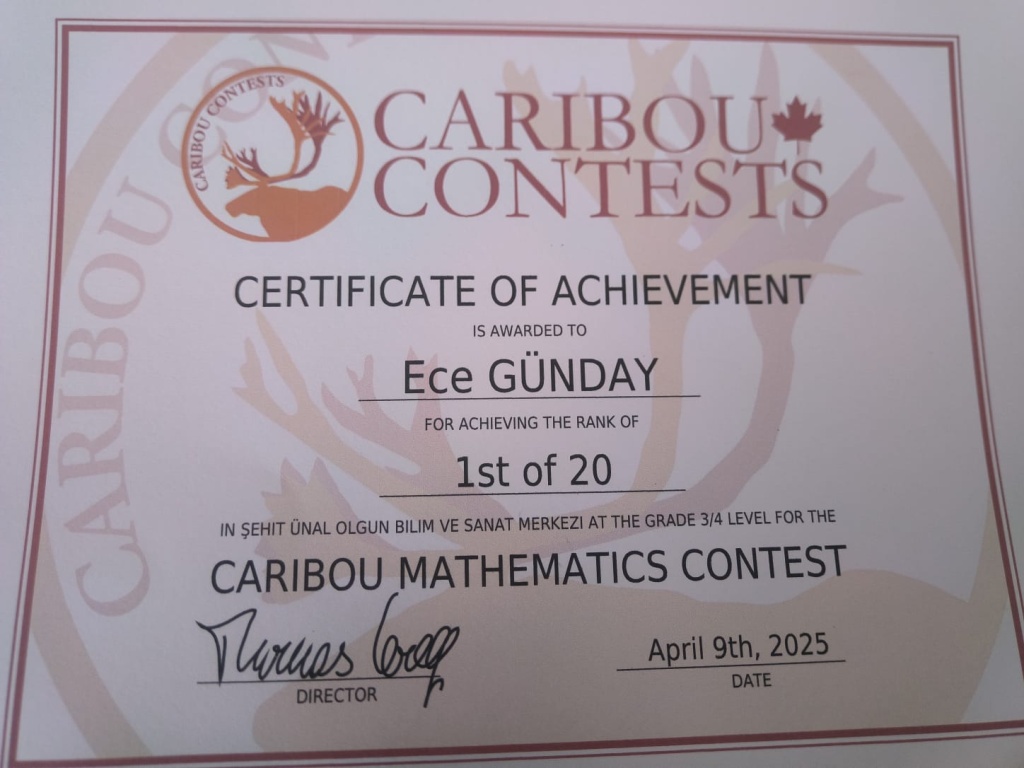 CARIBOU CONTESTS
CARIBOU
CONTESTS
CARIBOU CON
CERTIFICATE OF ACHIEVEMENT
IS AWARDED TO
Ece GÜNDAY
FOR ACHIEVING THE RANK OF
1st of 20
IN ŞEHIT ÜNAL OLGUN BILIM VE SANAT MERKEZI AT THE GRADE 3/4 LEVEL FOR THE
CARIBOU MATHEMATICS CONTEST
DIRECTOR
April 9th, 2025
DATE